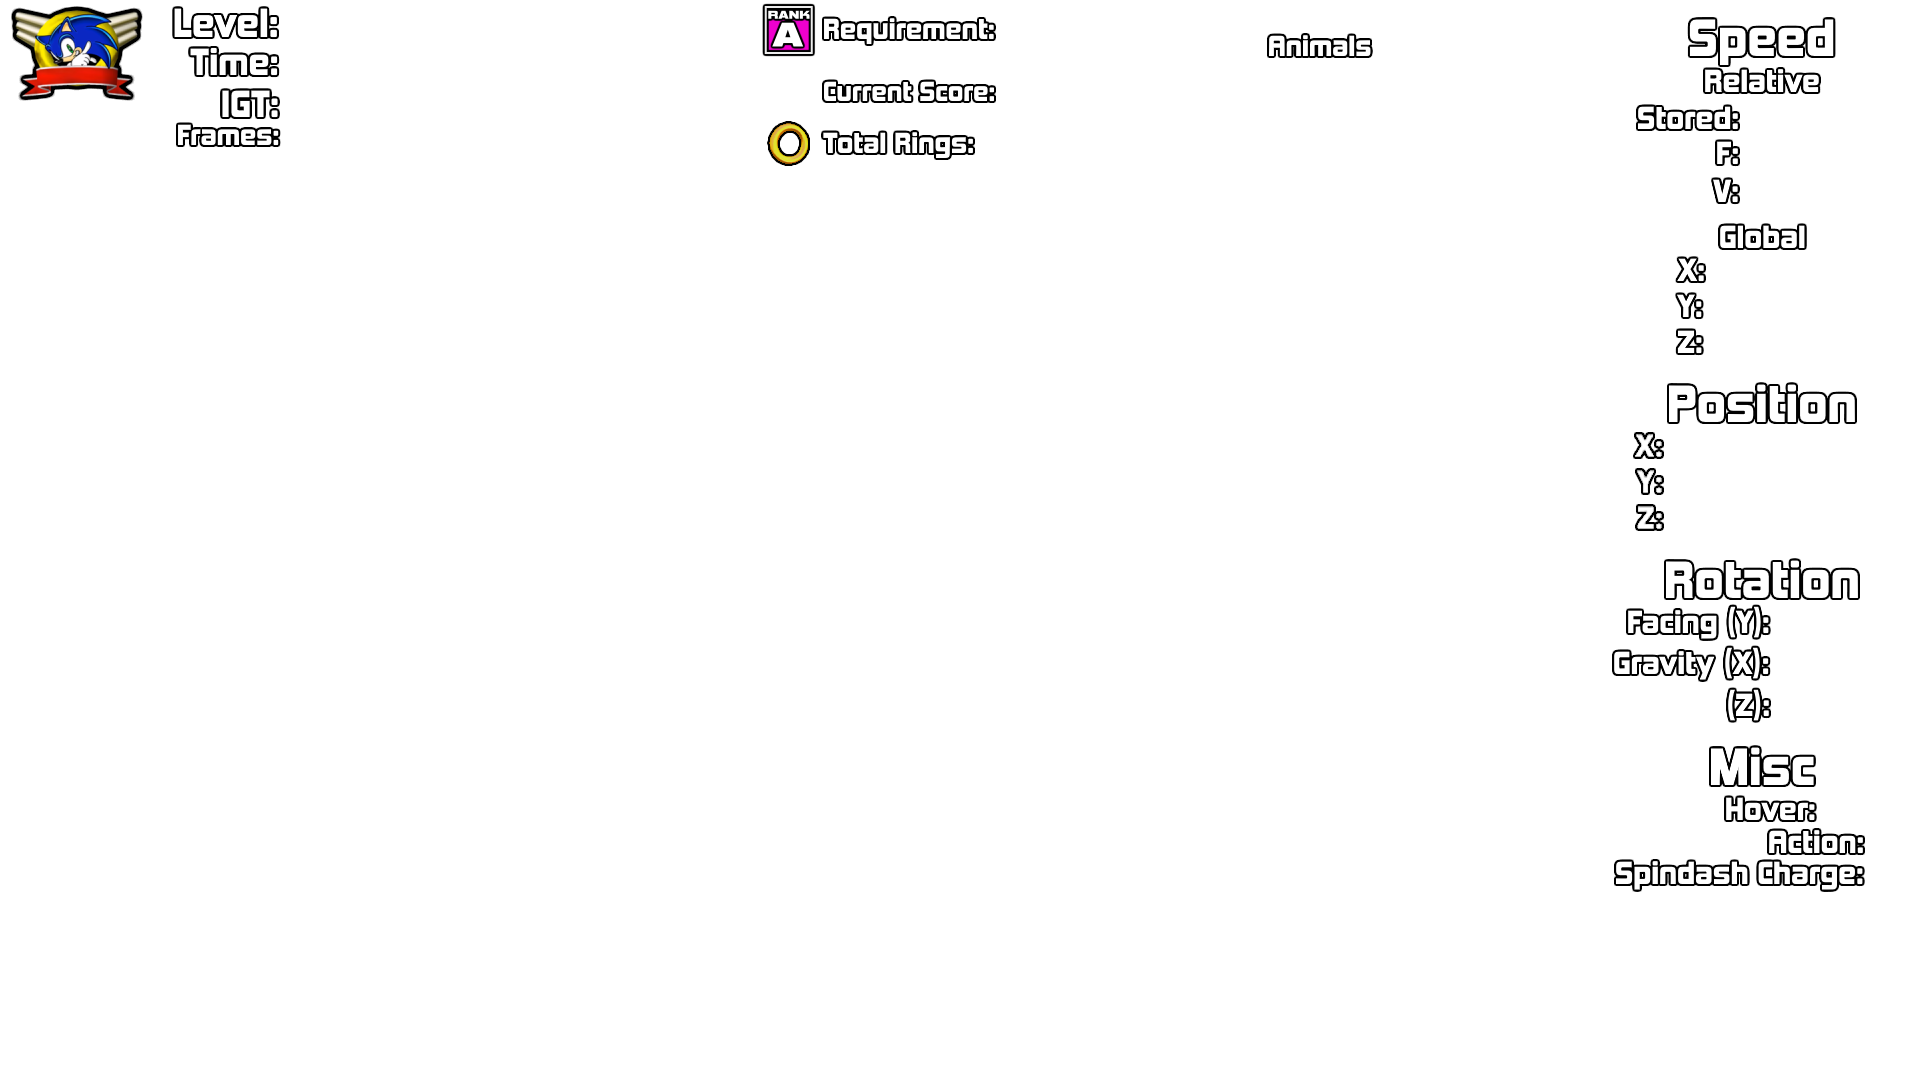 Level:
Time:
IGT:
Frames:
RANK
A
Requirement:
Current Score:
Total Rings:
Animals
Speed
Relative
Stored:
F:
V:
Global
X:
Y:
Z:
Position
X:
Y:
Z:
Rotation
Facing (Y):
Gravity (X):
(Z):
Misc
Hover:
Action:
Spindash Charge: